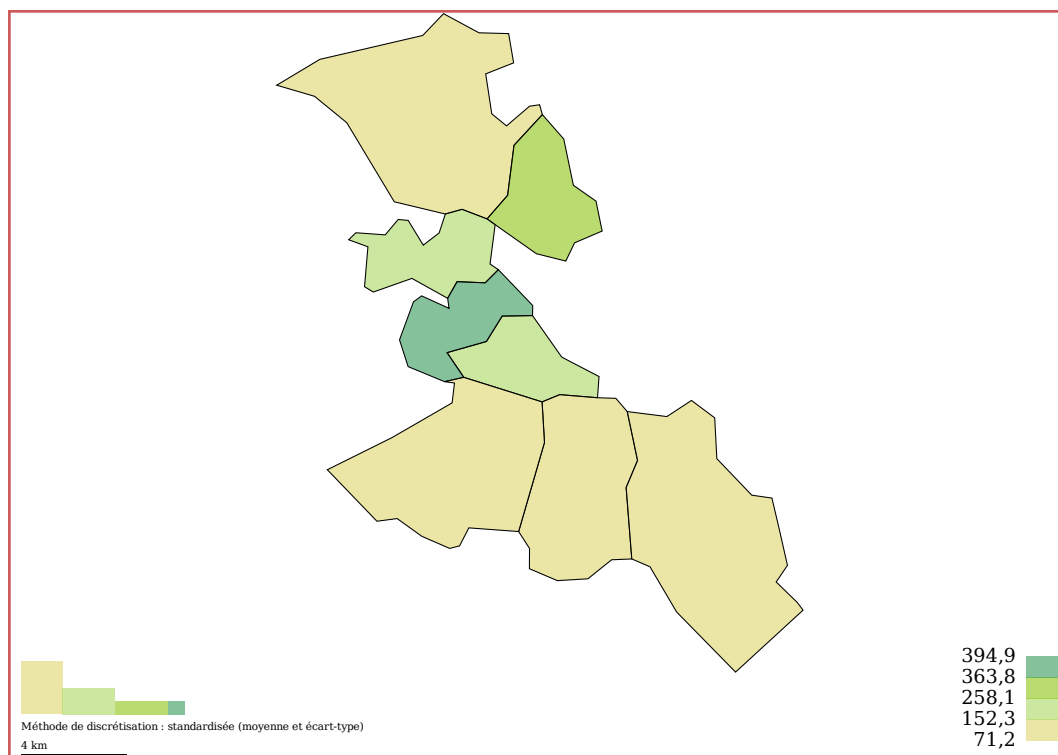 394,9
363,8
258,1
152,3
71,2
Méthode de discrétisation : standardisée (moyenne et écart-type)
4 km